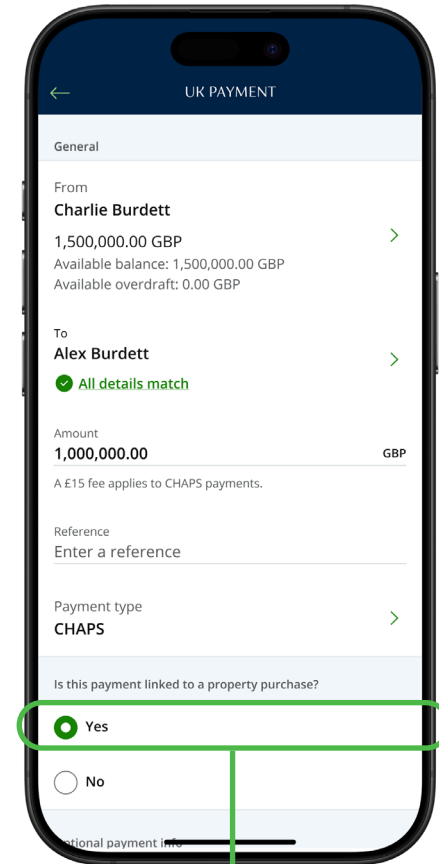 UK PAYMENT
General
From
Charlie Burdett
1,500,000.00 GBP
Available balance: 1,500,000.00 GBP
Available overdraft: 0.00 GBP
To
Alex Burdett
All details match
Amount
1,000,000.00 GBP
A £15 fee applies to CHAPS payments.
Reference
Enter a reference
Payment type
CHAPS
Is this payment linked to a property purchase?
Yes
No
payment